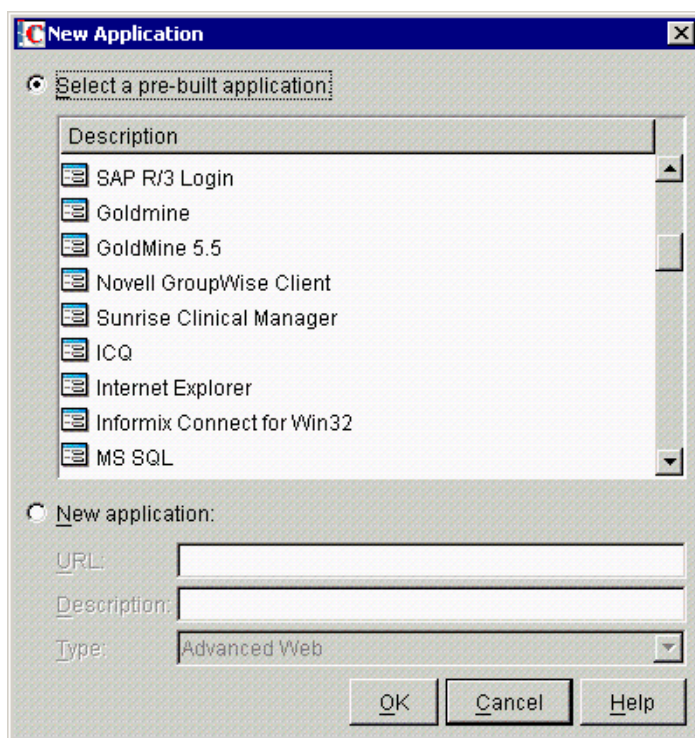 New Application
Select a pre-built application:
Description
SAP R/3 Login
Goldmine
GoldMine 5.5
Novell GroupWise Client
Sunrise Clinical Manager
ICQ
Internet Explorer
Informix Connect for Win32
MS SQL
New application:
URL:
Description:
Type: Advanced Web
OK Cancel Help